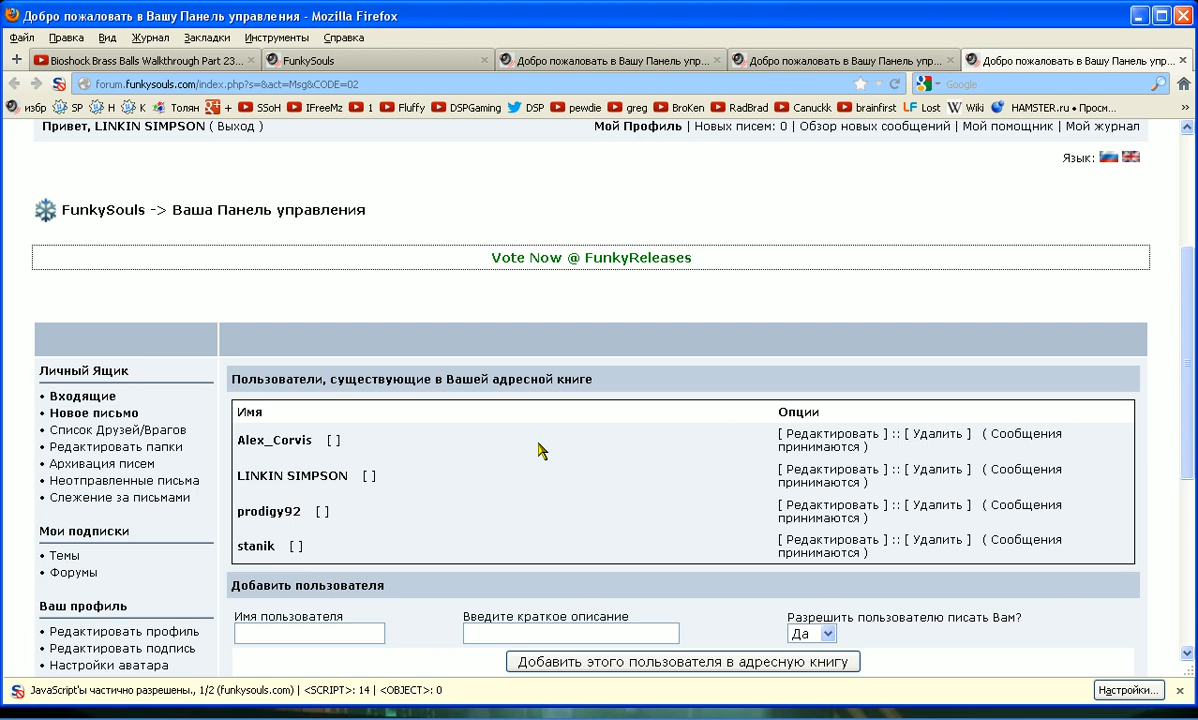 Добро пожаловать в Вашу Панель управления - Mozilla Firefox
Файл Правка Вид Журнал Закладки Инструменты Справка
Bioshock Brass Balls Walkthrough Part 23... FunkySouls Добро пожаловать в Вашу Панель упр... Добро пожаловать в Вашу Панель упр... Добро пожаловать в Вашу Панель упр...
forum.funkysouls.com/index.php?s=&act=Msg&CODE=02 Google
избр SP Н К Толян + SSoH IFreeMz 1 Fluffy DSPGaming DSP pewdie greg BroKen RadBrad Canuckk brainfirst Lost Wiki HAMSTER.ru • Просм...
Привет, LINKIN SIMPSON ( Выход ) Мой Профиль | Новых писем: 0 | Обзор новых сообщений | Мой помощник | Мой журнал
Язык:
FunkySouls -> Ваша Панель управления
Vote Now @ FunkyReleases
Личный Ящик
• Входящие
• Новое письмо
• Список Друзей/Врагов
• Редактировать папки
• Архивация писем
• Неотправленные письма
• Слежение за письмами
Мои подписки
• Темы
• Форумы
Ваш профиль
• Редактировать профиль
• Редактировать подпись
• Настройки аватара
Пользователи, существующие в Вашей адресной книге
Имя Опции
Alex_Corvis [ ] [ Редактировать ] :: [ Удалить ] ( Сообщения
принимаются )
LINKIN SIMPSON [ ] [ Редактировать ] :: [ Удалить ] ( Сообщения
принимаются )
prodigy92 [ ] [ Редактировать ] :: [ Удалить ] ( Сообщения
принимаются )
stanik [ ] [ Редактировать ] :: [ Удалить ] ( Сообщения
принимаются )
Добавить пользователя
Имя пользователя Введите краткое описание Разрешить пользователю писать Вам?
Да
Добавить этого пользователя в адресную книгу
JavaScript'ы частично разрешены., 1/2 (funkysouls.com) | <SCRIPT>: 14 | <OBJECT>: 0 Настройки...